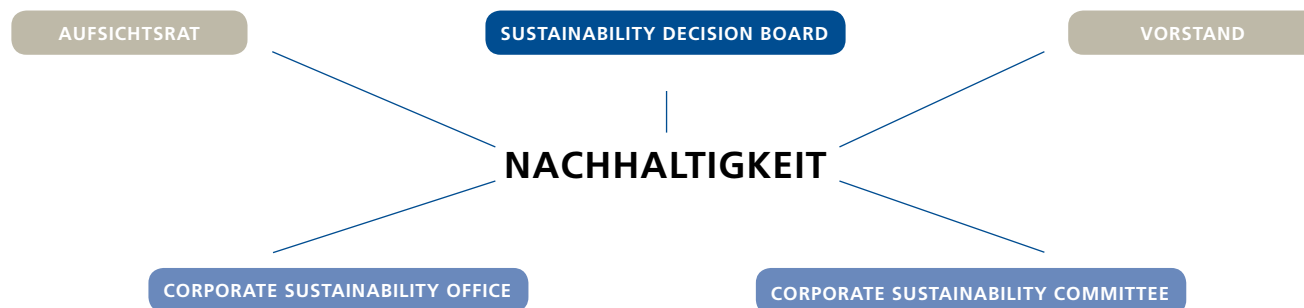 AUFSICHTSRAT
SUSTAINABILITY DECISION BOARD
VORSTAND
NACHHALTIGKEIT
CORPORATE SUSTAINABILITY OFFICE
CORPORATE SUSTAINABILITY COMMITTEE